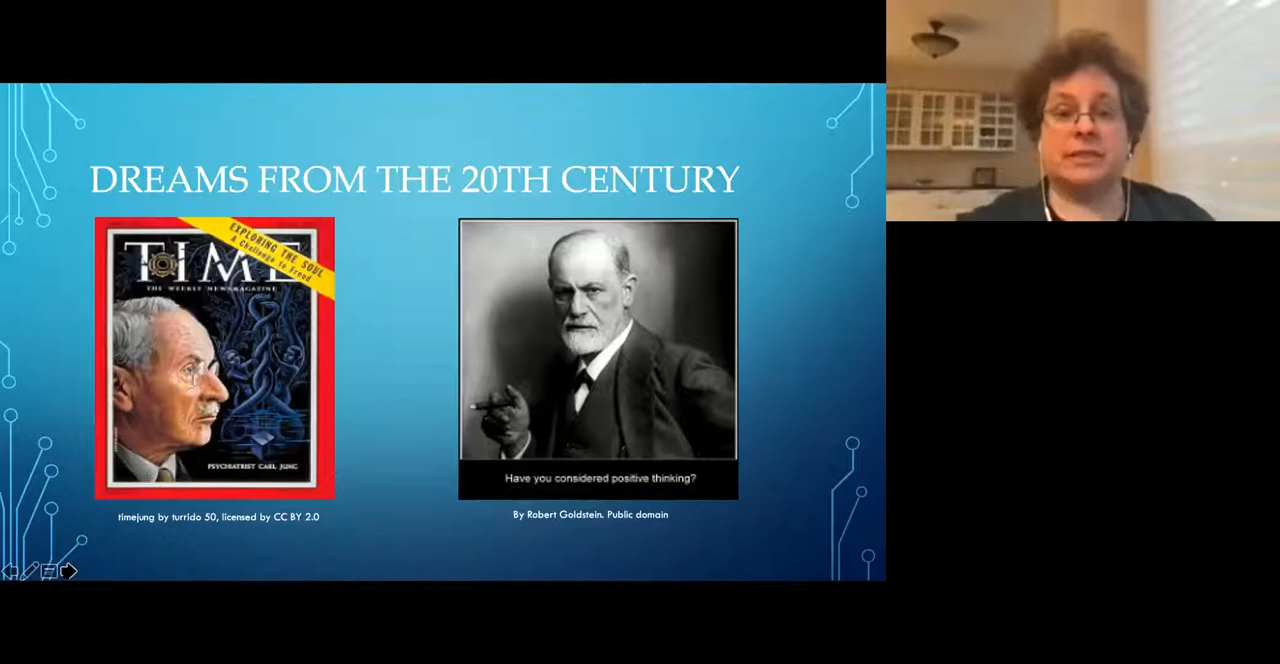 DREAMS FROM THE 20TH CENTURY
EXPLORING THE SOUL
A Challenge to Freud
TIME
THE WEEKLY NEWSMAGAZINE
PSYCHIATRIST CARL JUNG
Have you considered positive thinking?
timejung by turrido 50, licensed by CC BY 2.0
By Robert Goldstein. Public domain